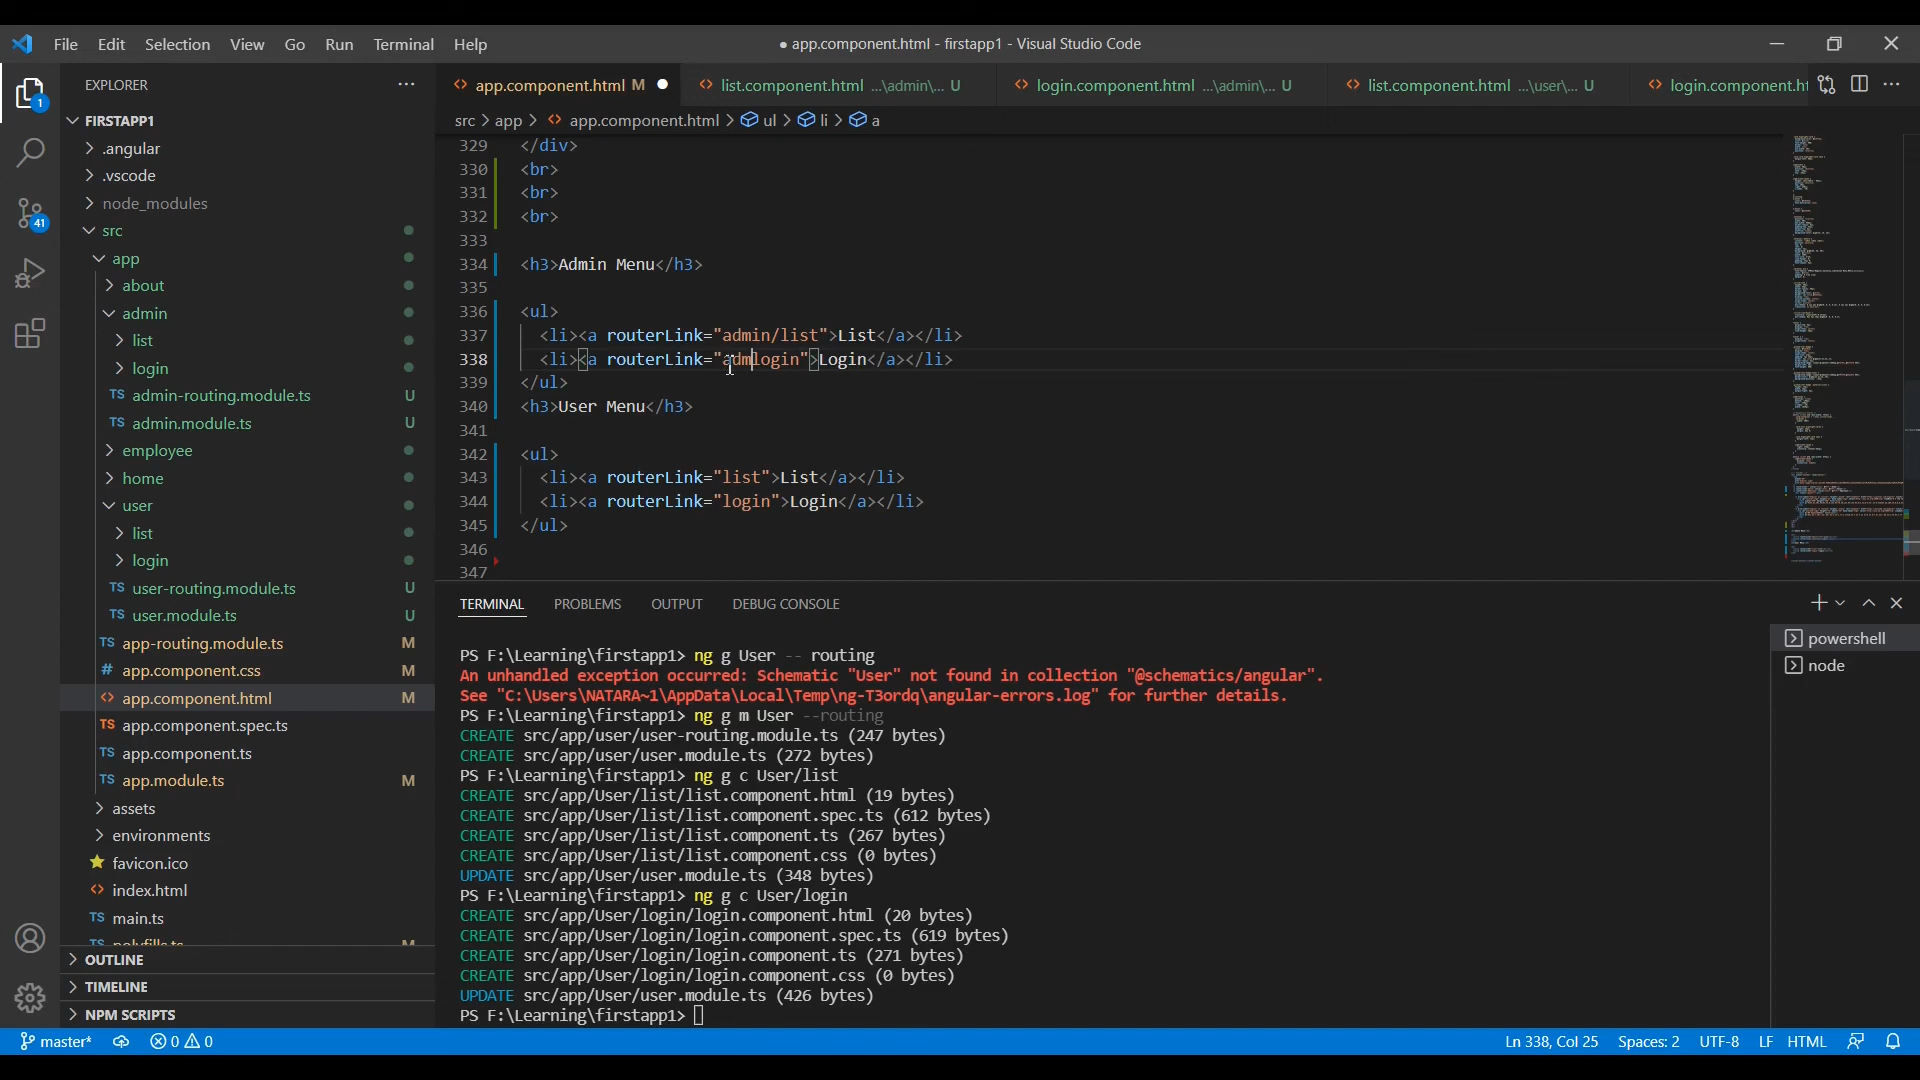 File Edit Selection View Go Run Terminal Help
● app.component.html - firstapp1 - Visual Studio Code
EXPLORER
app.component.html M
list.component.html ...\admin\... U
login.component.html ...\admin\... U
list.component.html ...\user\... U
login.component.ht
src > app > app.component.html > ul > li > a
FIRSTAPP1
.angular
.vscode
node_modules
src
app
about
admin
list
login
TS admin-routing.module.ts U
TS admin.module.ts U
employee
home
user
list
login
TS user-routing.module.ts U
TS user.module.ts U
TS app-routing.module.ts M
# app.component.css M
<> app.component.html M
TS app.component.spec.ts
TS app.component.ts
TS app.module.ts M
assets
environments
favicon.ico
<> index.html
TS main.ts
TS polyfills.ts M
OUTLINE
TIMELINE
NPM SCRIPTS
1
41
329 </div>
330 <br>
331 <br>
332 <br>
333
334 <h3>Admin Menu</h3>
335
336 <ul>
337 <li><a routerLink="admin/list">List</a></li>
338 <li><a routerLink="admlogin">Login</a></li>
339 </ul>
340 <h3>User Menu</h3>
341
342 <ul>
343 <li><a routerLink="list">List</a></li>
344 <li><a routerLink="login">Login</a></li>
345 </ul>
346
347
TERMINAL PROBLEMS OUTPUT DEBUG CONSOLE
powershell
node
PS F:\Learning\firstapp1> ng g User -- routing
An unhandled exception occurred: Schematic "User" not found in collection "@schematics/angular".
See "C:\Users\NATARA~1\AppData\Local\Temp\ng-T3ordq\angular-errors.log" for further details.
PS F:\Learning\firstapp1> ng g m User --routing
CREATE src/app/user/user-routing.module.ts (247 bytes)
CREATE src/app/user/user.module.ts (272 bytes)
PS F:\Learning\firstapp1> ng g c User/list
CREATE src/app/User/list/list.component.html (19 bytes)
CREATE src/app/User/list/list.component.spec.ts (612 bytes)
CREATE src/app/User/list/list.component.ts (267 bytes)
CREATE src/app/User/list/list.component.css (0 bytes)
UPDATE src/app/user/user.module.ts (348 bytes)
PS F:\Learning\firstapp1> ng g c User/login
CREATE src/app/User/login/login.component.html (20 bytes)
CREATE src/app/User/login/login.component.spec.ts (619 bytes)
CREATE src/app/User/login/login.component.ts (271 bytes)
CREATE src/app/User/login/login.component.css (0 bytes)
UPDATE src/app/User/user.module.ts (426 bytes)
PS F:\Learning\firstapp1>
master* 0 0
Ln 338, Col 25 Spaces: 2 UTF-8 LF HTML